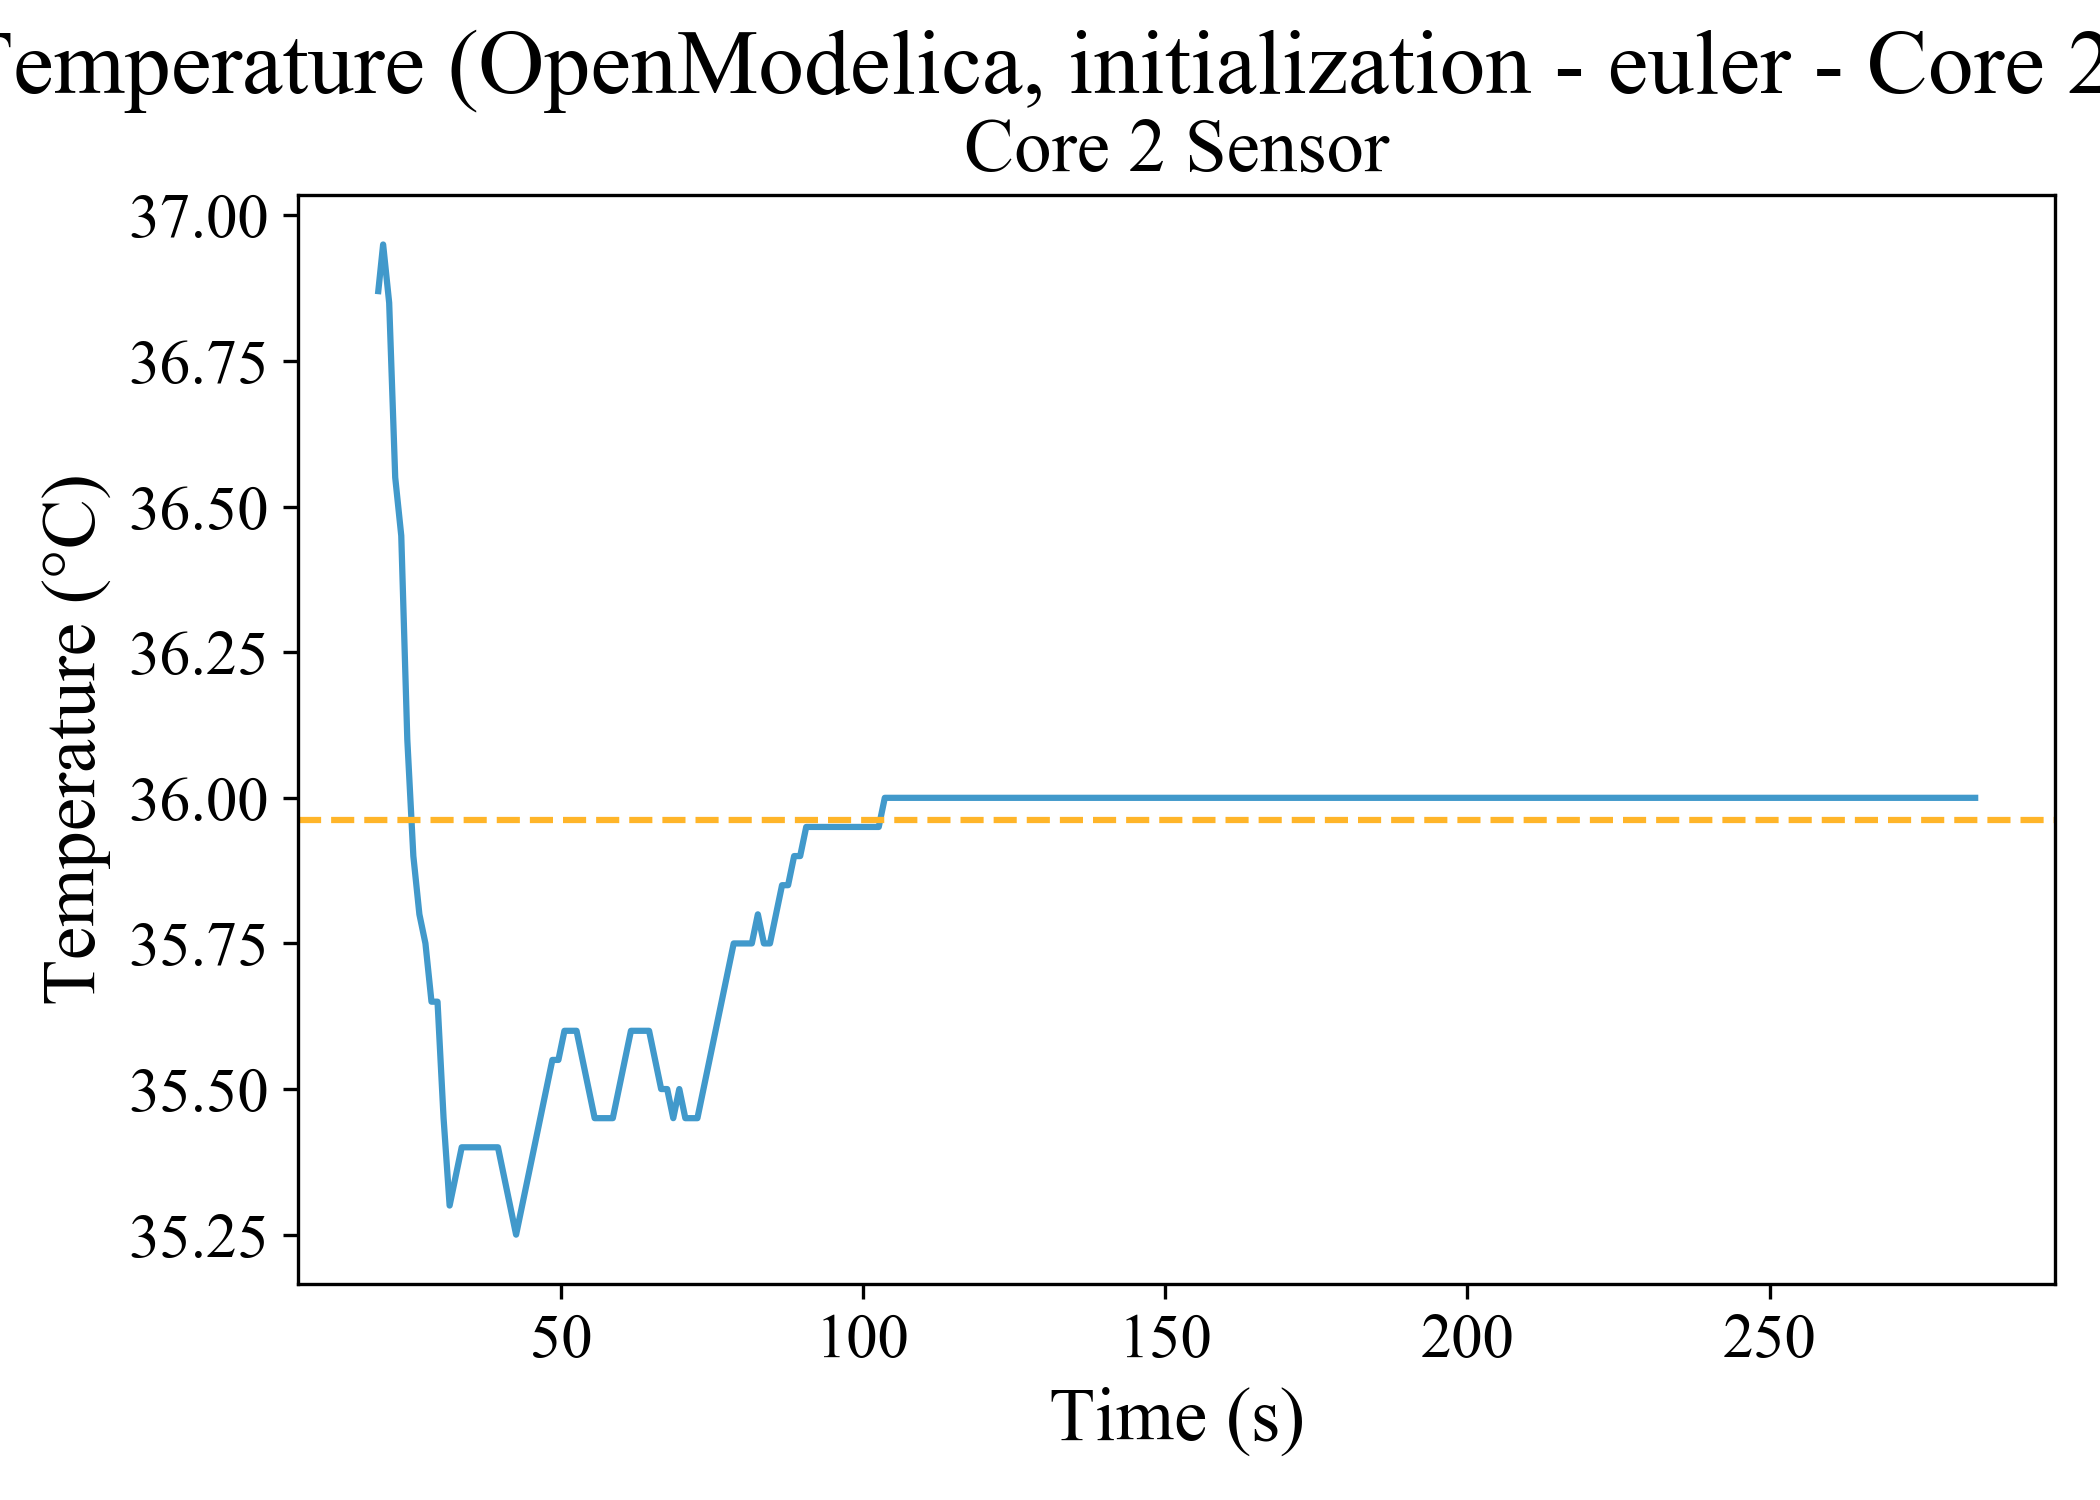 Temperature (OpenModelica, initialization - euler - Core 2
Core 2 Sensor
37.00
36.75
36.50
36.25
36.00
35.75
35.50
35.25
Temperature (°C)
50 100 150 200 250
Time (s)